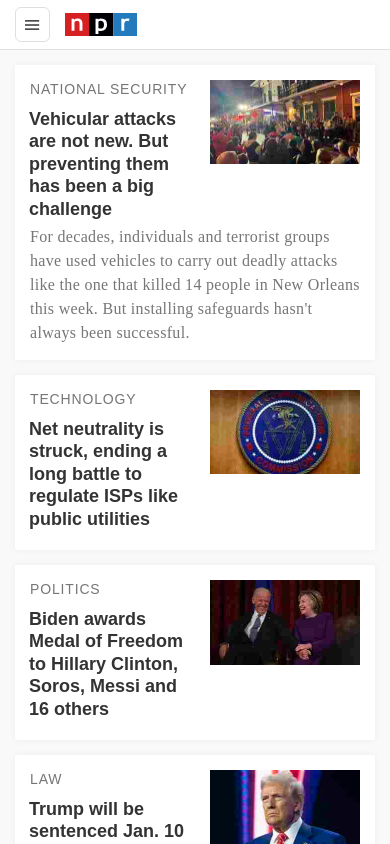 npr
NATIONAL SECURITY
Vehicular attacks
are not new. But
preventing them
has been a big
challenge
For decades, individuals and terrorist groups
have used vehicles to carry out deadly attacks
like the one that killed 14 people in New Orleans
this week. But installing safeguards hasn't
always been successful.
TECHNOLOGY
Net neutrality is
struck, ending a
long battle to
regulate ISPs like
public utilities
FEDERAL COMMUNICATIONS COMMISSION
POLITICS
Biden awards
Medal of Freedom
to Hillary Clinton,
Soros, Messi and
16 others
LAW
Trump will be
sentenced Jan. 10